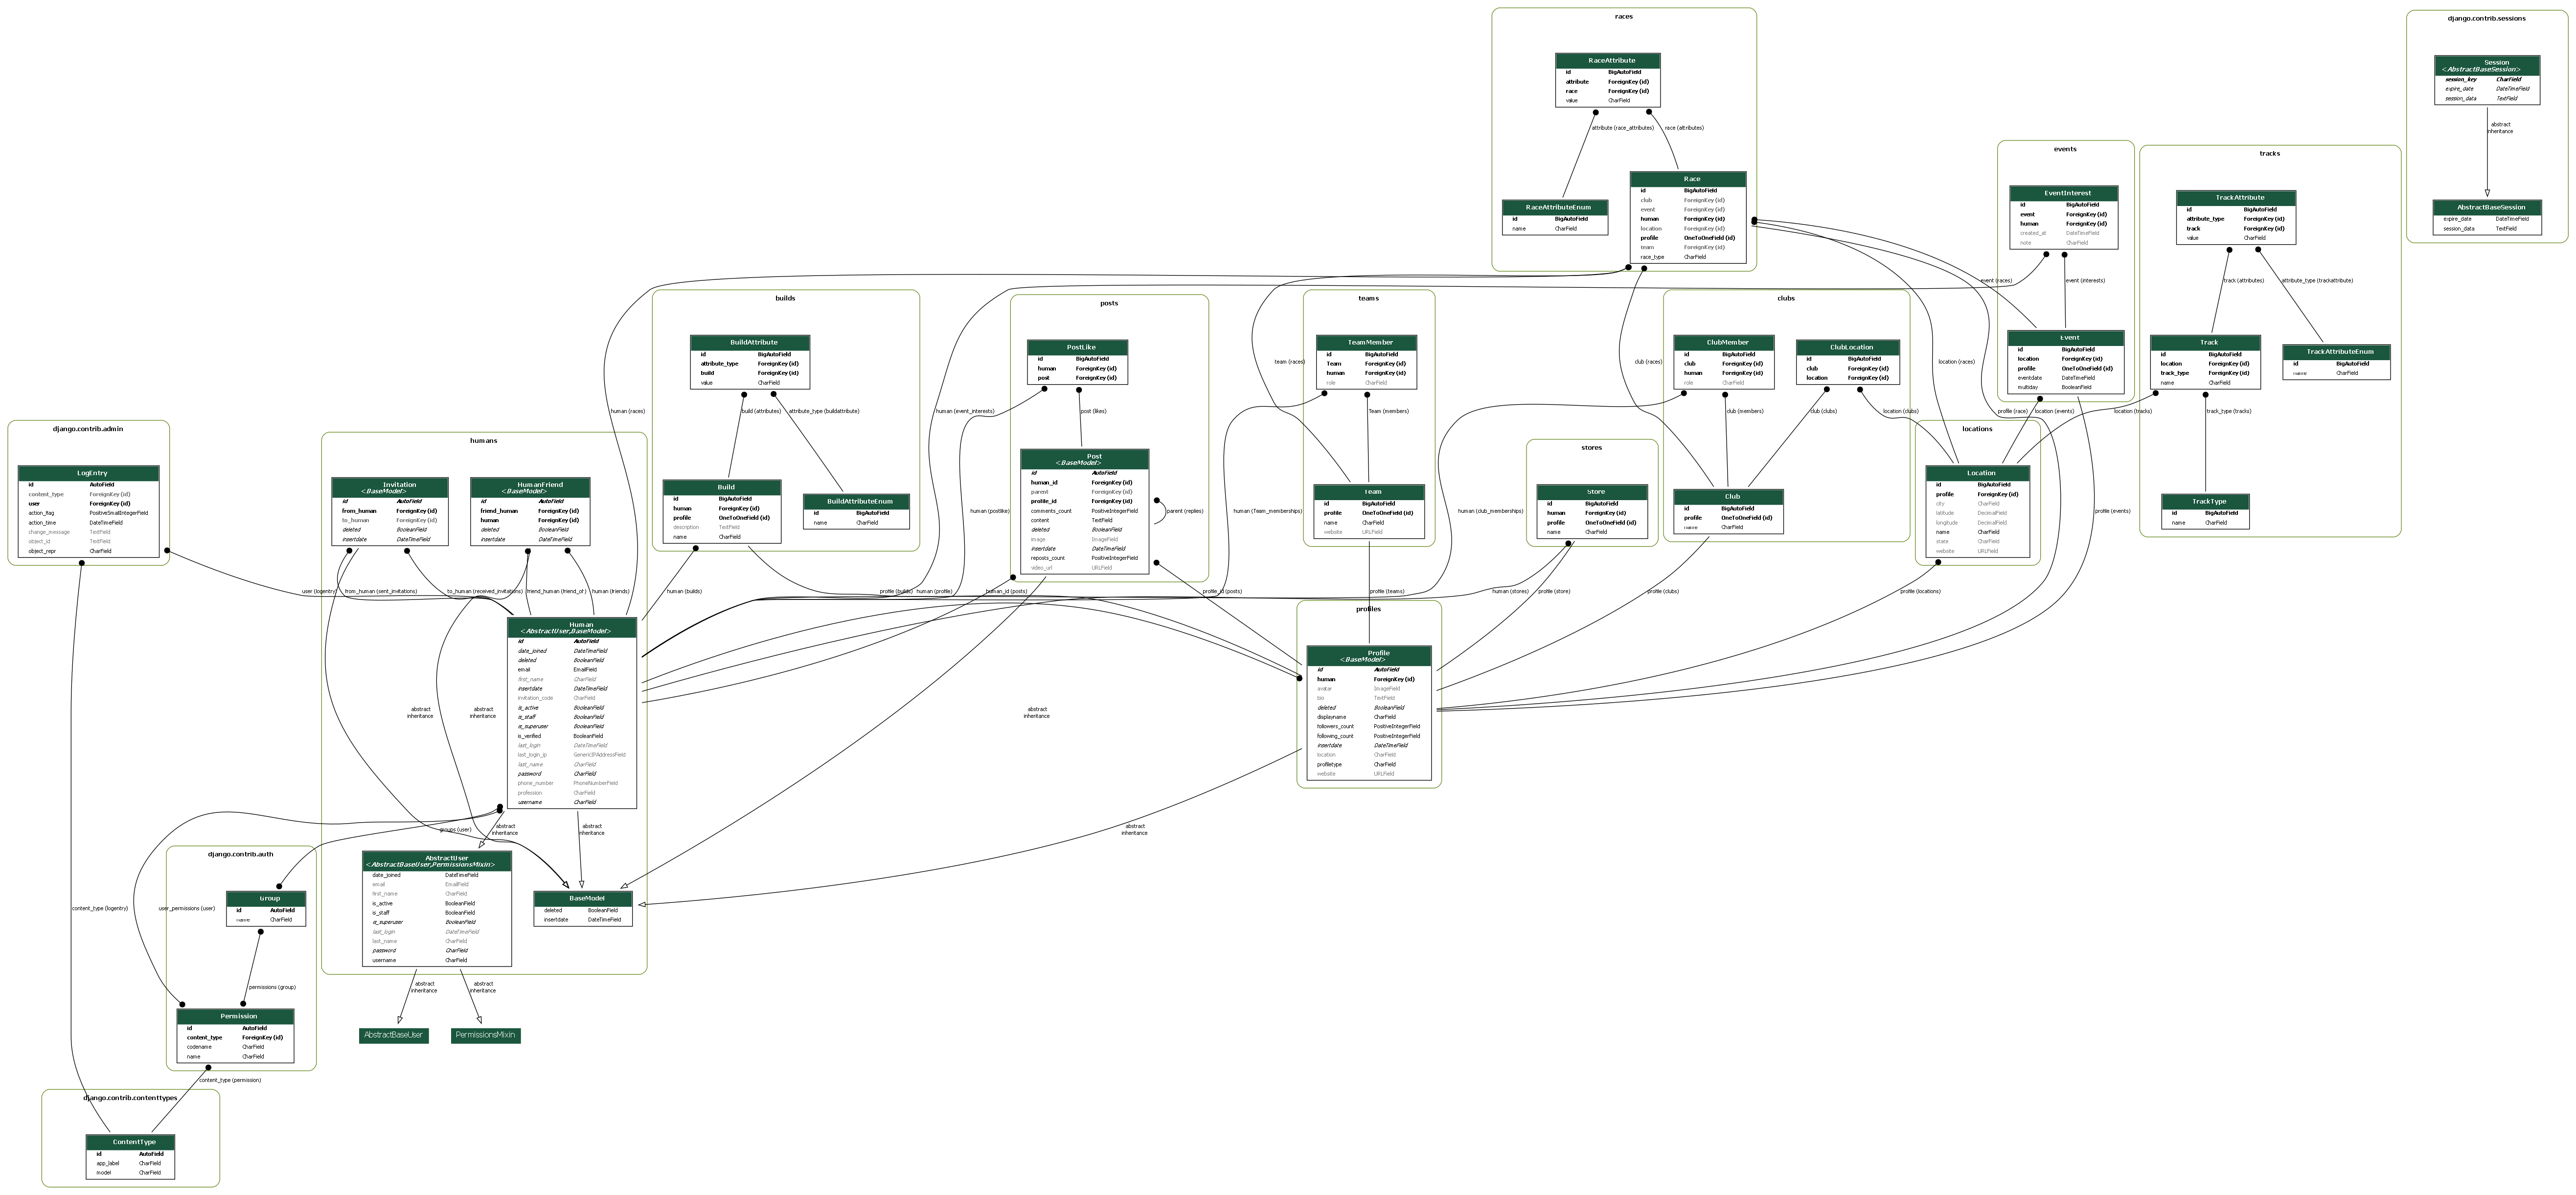 races
RaceAttribute
id BigAutoField
attribute ForeignKey (id)
race ForeignKey (id)
value CharField
attribute (race_attributes)
race (attributes)
RaceAttributeEnum
id BigAutoField
name CharField
Race
id BigAutoField
club ForeignKey (id)
event ForeignKey (id)
human ForeignKey (id)
location ForeignKey (id)
profile OneToOneField (id)
team ForeignKey (id)
race_type CharField
django.contrib.sessions
Session
<AbstractBaseSession>
session_key CharField
expire_date DateTimeField
session_data TextField
abstract
inheritance
AbstractBaseSession
expire_date DateTimeField
session_data TextField
events
EventInterest
id BigAutoField
event ForeignKey (id)
human ForeignKey (id)
created_at DateTimeField
note CharField
event (races)
event (interests)
Event
id BigAutoField
location ForeignKey (id)
profile OneToOneField (id)
eventdate DateTimeField
multiday BooleanField
tracks
TrackAttribute
id BigAutoField
attribute_type ForeignKey (id)
track ForeignKey (id)
value CharField
track (attributes)
attribute_type (trackattribute)
Track
id BigAutoField
location ForeignKey (id)
track_type ForeignKey (id)
name CharField
TrackAttributeEnum
id BigAutoField
name CharField
track_type (tracks)
TrackType
id BigAutoField
name CharField
builds
BuildAttribute
id BigAutoField
attribute_type ForeignKey (id)
build ForeignKey (id)
value CharField
build (attributes)
attribute_type (buildattribute)
Build
id BigAutoField
human ForeignKey (id)
profile OneToOneField (id)
description TextField
name CharField
BuildAttributeEnum
id BigAutoField
name CharField
posts
PostLike
id BigAutoField
human ForeignKey (id)
post ForeignKey (id)
post (likes)
Post
<BaseModel>
id AutoField
human_id ForeignKey (id)
parent ForeignKey (id)
profile_id ForeignKey (id)
comments_count PositiveIntegerField
content TextField
deleted BooleanField
image ImageField
insertdate DateTimeField
reposts_count PositiveIntegerField
video_url URLField
parent (replies)
teams
TeamMember
id BigAutoField
Team ForeignKey (id)
human ForeignKey (id)
role CharField
team (races)
Team (members)
Team
id BigAutoField
profile OneToOneField (id)
name CharField
website URLField
clubs
ClubMember
id BigAutoField
club ForeignKey (id)
human ForeignKey (id)
role CharField
ClubLocation
id BigAutoField
club ForeignKey (id)
location ForeignKey (id)
club (races)
club (members)
club (clubs)
location (clubs)
Club
id BigAutoField
profile OneToOneField (id)
name CharField
stores
Store
id BigAutoField
human ForeignKey (id)
profile OneToOneField (id)
name CharField
location (races)
profile (race)
location (events)
location (tracks)
locations
Location
id BigAutoField
profile ForeignKey (id)
city CharField
latitude DecimalField
longitude DecimalField
name CharField
state CharField
website URLField
django.contrib.admin
LogEntry
id AutoField
content_type ForeignKey (id)
user ForeignKey (id)
action_flag PositiveSmallIntegerField
action_time DateTimeField
change_message TextField
object_id TextField
object_repr CharField
humans
Invitation
<BaseModel>
id AutoField
from_human ForeignKey (id)
to_human ForeignKey (id)
deleted BooleanField
insertdate DateTimeField
HumanFriend
<BaseModel>
id AutoField
friend_human ForeignKey (id)
human ForeignKey (id)
deleted BooleanField
insertdate DateTimeField
human (races)
human (event_interests)
human (postlike)
human (Team_memberships)
human (club_memberships)
profile (events)
user (logentry)
from_human (sent_invitations)
to_human (received_invitations)
friend_human (friend_of)
human (friends)
human (builds)
profile (builds)
human (profile)
human_id (posts)
profile_id (posts)
profile (teams)
human (stores)
profile (store)
profile (clubs)
profile (locations)
Human
<AbstractUser,BaseModel>
id AutoField
date_joined DateTimeField
deleted BooleanField
email EmailField
first_name CharField
insertdate DateTimeField
invitation_code CharField
is_active BooleanField
is_staff BooleanField
is_superuser BooleanField
is_verified BooleanField
last_login DateTimeField
last_login_ip GenericIPAddressField
last_name CharField
password CharField
phone_number PhoneNumberField
profession CharField
username CharField
profiles
Profile
<BaseModel>
id AutoField
human ForeignKey (id)
avatar ImageField
bio TextField
deleted BooleanField
displayname CharField
followers_count PositiveIntegerField
following_count PositiveIntegerField
insertdate DateTimeField
location CharField
profiletype CharField
website URLField
abstract
inheritance
abstract
inheritance
abstract
inheritance
abstract
inheritance
abstract
inheritance
abstract
inheritance
groups (user)
AbstractUser
<AbstractBaseUser,PermissionsMixin>
date_joined DateTimeField
email EmailField
first_name CharField
is_active BooleanField
is_staff BooleanField
is_superuser BooleanField
last_login DateTimeField
last_name CharField
password CharField
username CharField
BaseModel
deleted BooleanField
insertdate DateTimeField
abstract
inheritance
abstract
inheritance
AbstractBaseUser
PermissionsMixin
django.contrib.auth
Group
id AutoField
name CharField
content_type (logentry)
user_permissions (user)
permissions (group)
Permission
id AutoField
content_type ForeignKey (id)
codename CharField
name CharField
content_type (permission)
django.contrib.contenttypes
ContentType
id AutoField
app_label CharField
model CharField